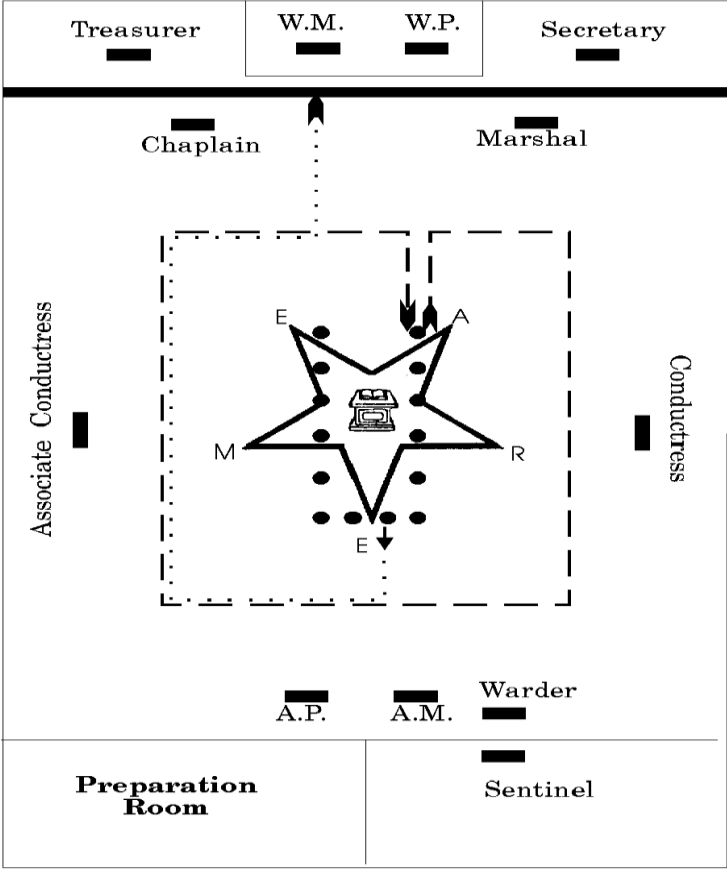 Treasurer
W.M.
W.P.
Secretary
Chaplain
Marshal
E
A
Associate Conductress
Conductress
M
R
E
A.P.
A.M.
Warder
Preparation
Room
Sentinel